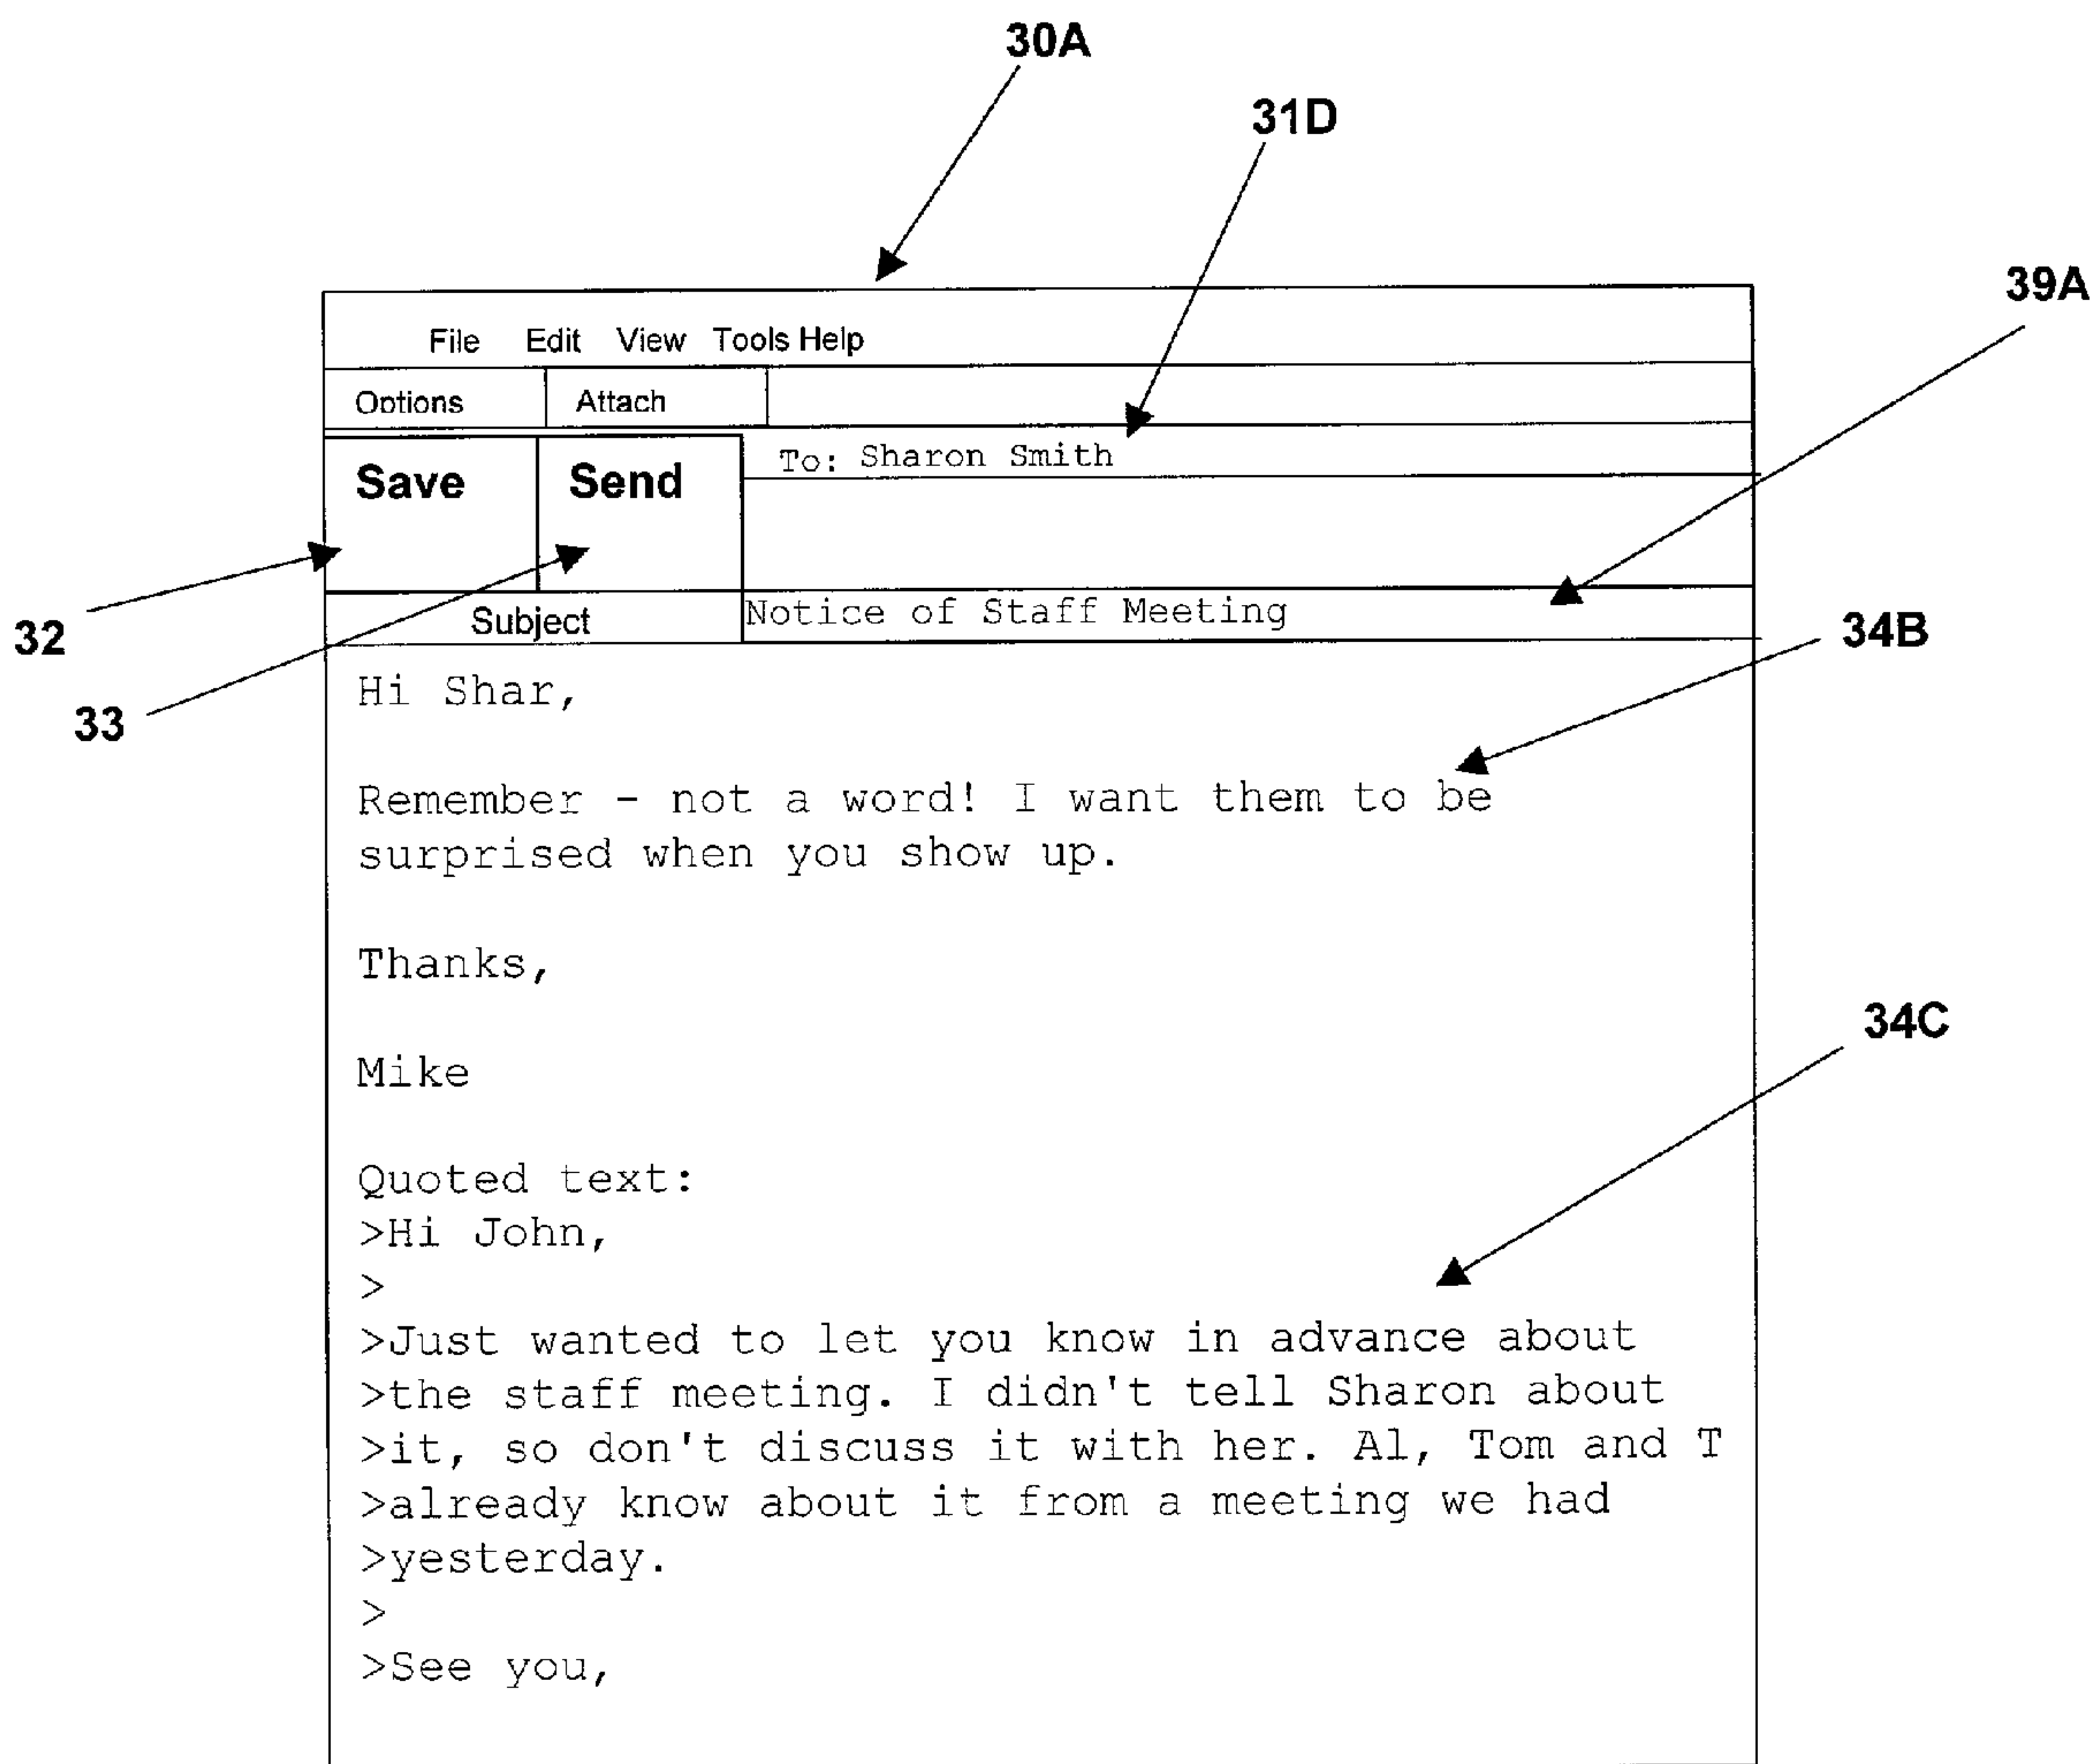 30A
31D
39A
File Edit View Tools Help
Options Attach
To: Sharon Smith
Save Send
32
Subject Notice of Staff Meeting
34B
33
Hi Shar,
Remember - not a word! I want them to be
surprised when you show up.
Thanks,
34C
Mike
Quoted text:
>Hi John,
>
>Just wanted to let you know in advance about
>the staff meeting. I didn't tell Sharon about
>it, so don't discuss it with her. Al, Tom and T
>already know about it from a meeting we had
>yesterday.
>
>See you,